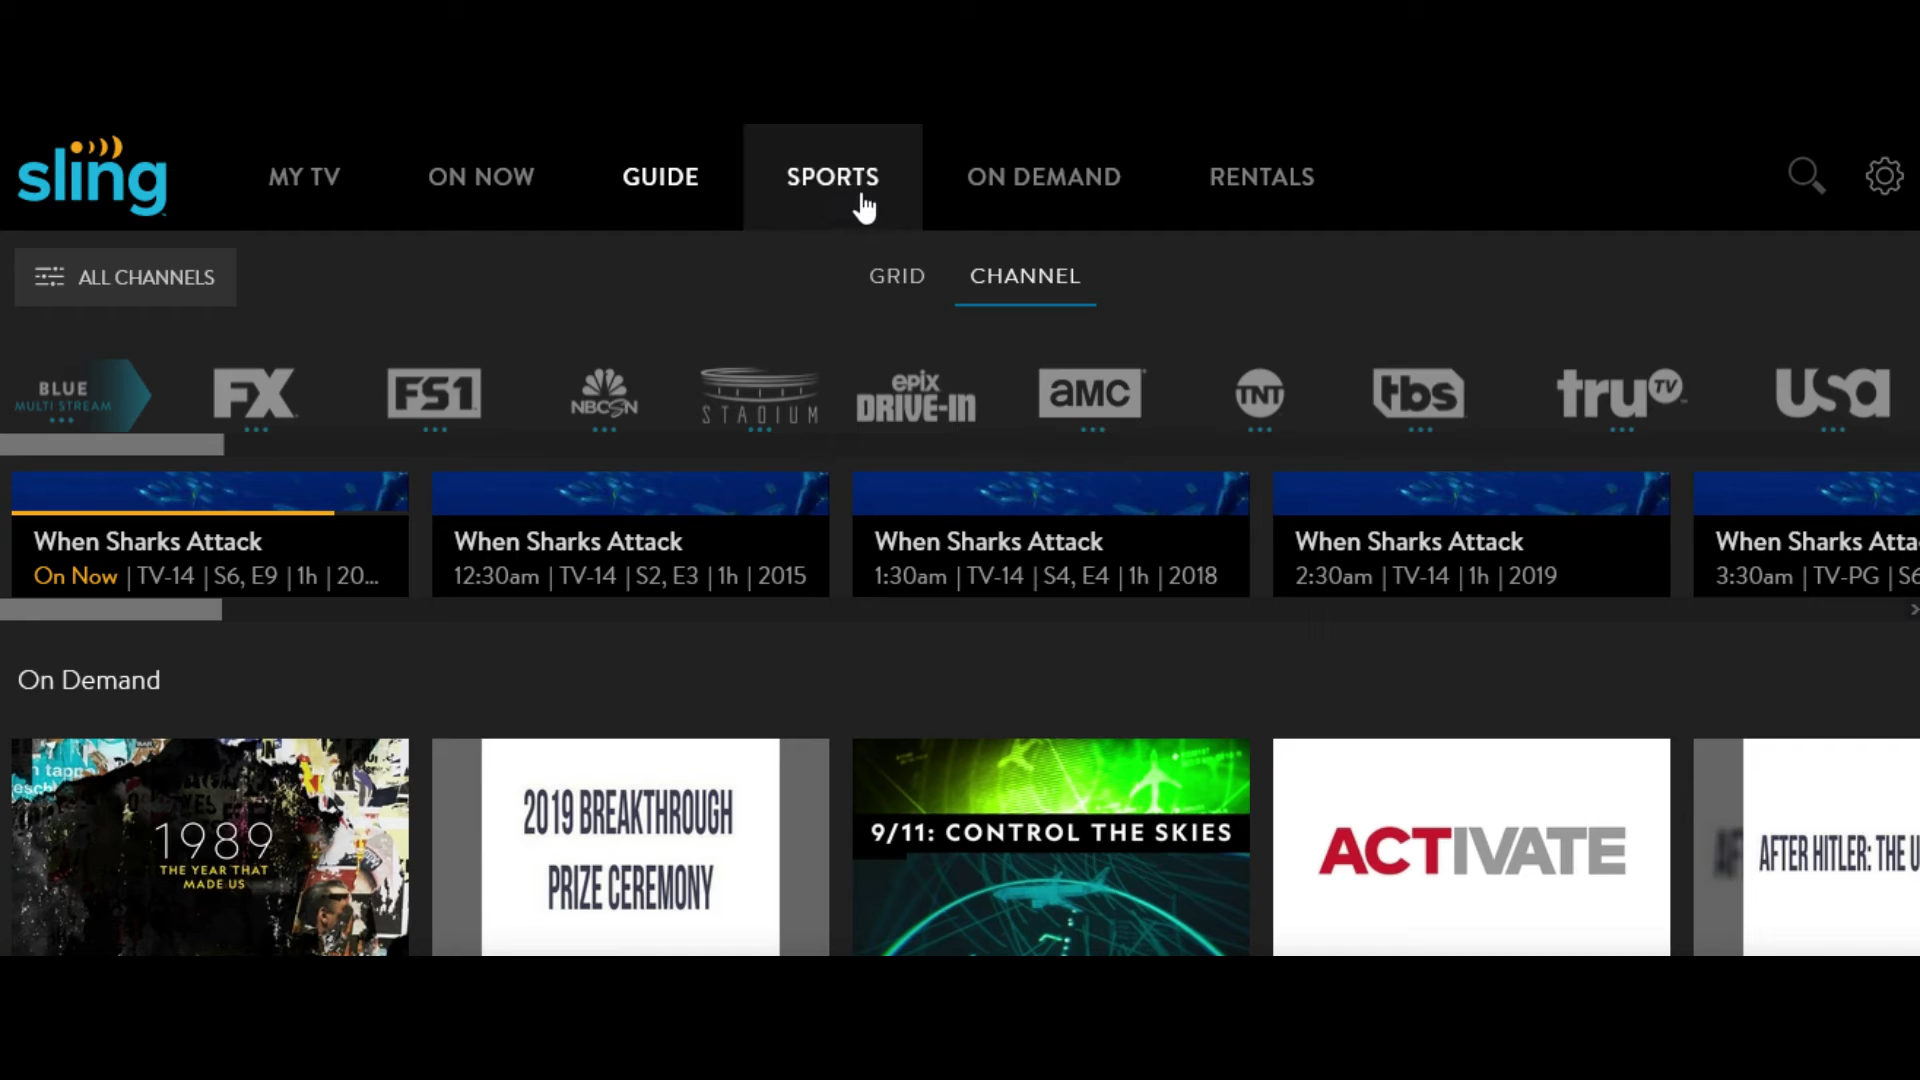 sling
MY TV
ON NOW
GUIDE
SPORTS
ON DEMAND
RENTALS
ALL CHANNELS
GRID
CHANNEL
BLUE
MULTI STREAM
FX
FS1
NBCSN
STADIUM
epix
DRIVE-IN
aMC
TNT
tbs
truTV
USA
When Sharks Attack
On Now | TV-14 | S6, E9 | 1h | 20...
When Sharks Attack
12:30am | TV-14 | S2, E3 | 1h | 2015
When Sharks Attack
1:30am | TV-14 | S4, E4 | 1h | 2018
When Sharks Attack
2:30am | TV-14 | 1h | 2019
When Sharks Atta
3:30am | TV-PG | S6
On Demand
1989
THE YEAR THAT
MADE US
2019 BREAKTHROUGH
PRIZE CEREMONY
9/11: CONTROL THE SKIES
ACTIVATE
AFTER HITLER: THE U